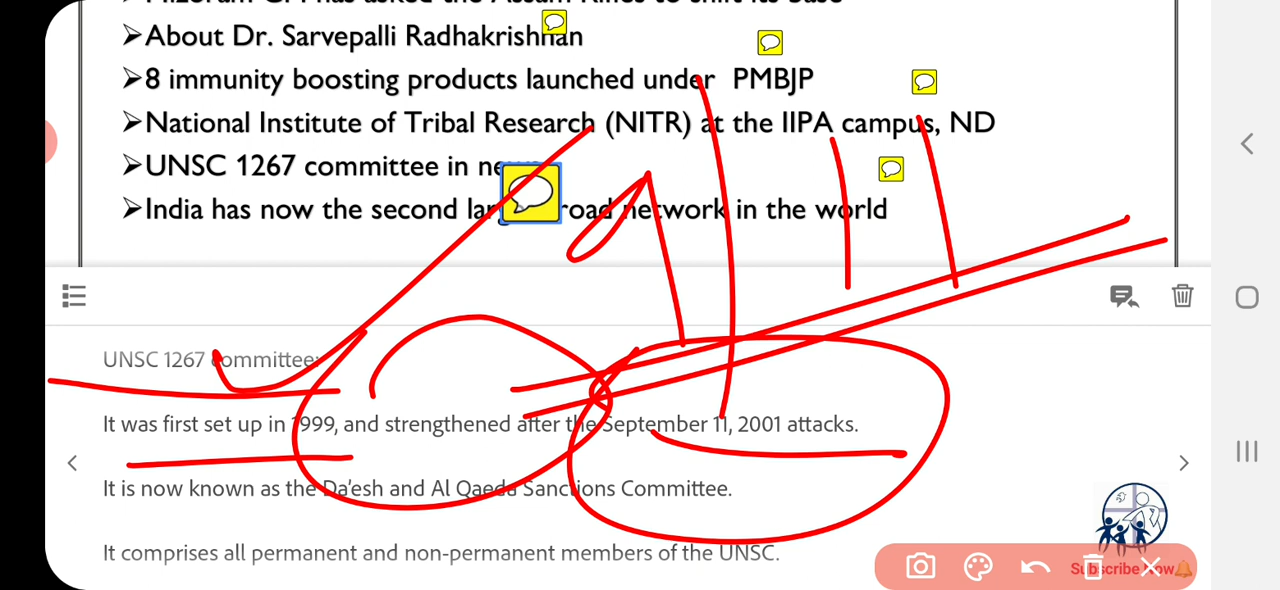 ➢About Dr. Sarvepalli Radhakrishnan
➢8 immunity boosting products launched under PMBJP
➢National Institute of Tribal Research (NITR) at the IIPA campus, ND
➢UNSC 1267 committee in
➢India has now the second road network in the world
UNSC 1267 committee:
It was first set up in 1999, and strengthened after the September 11, 2001 attacks.
It is now known as the Da'esh and Al Qaeda Sanctions Committee.
It comprises all permanent and non-permanent members of the UNSC.
Subscribe Now